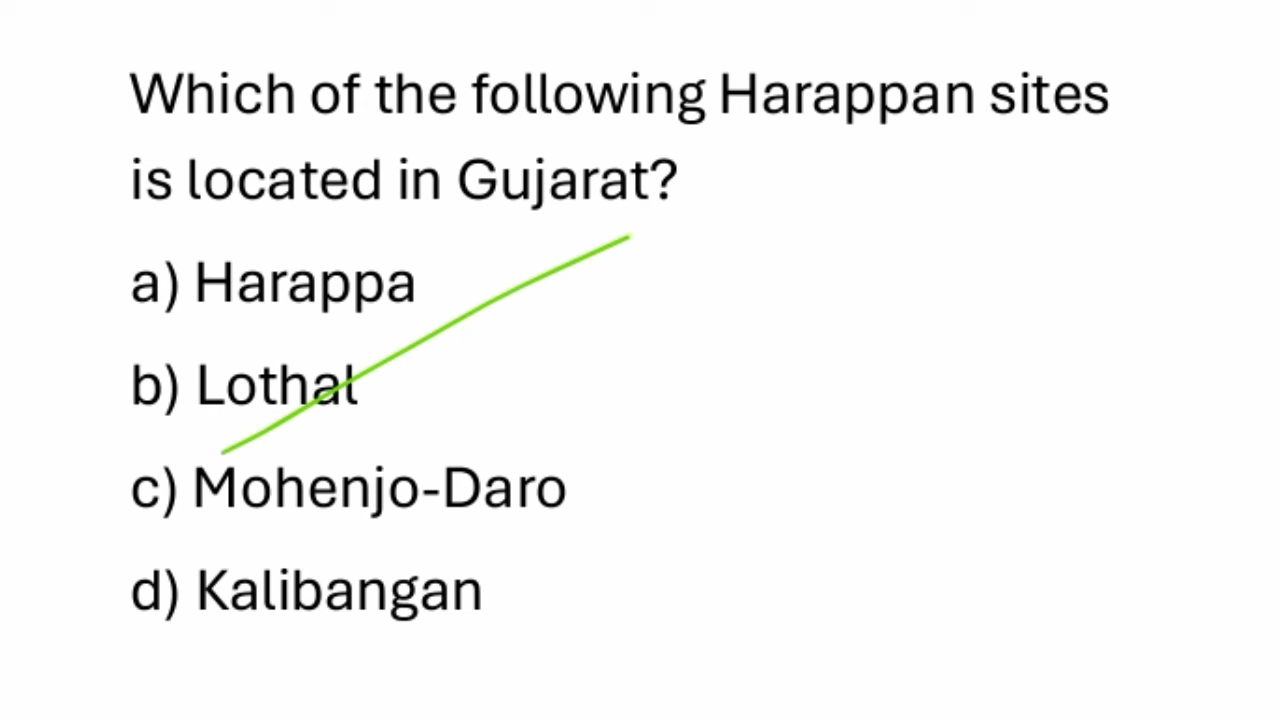 Which of the following Harappan sites
is located in Gujarat?
a) Harappa
b) Lothal
c) Mohenjo-Daro
d) Kalibangan